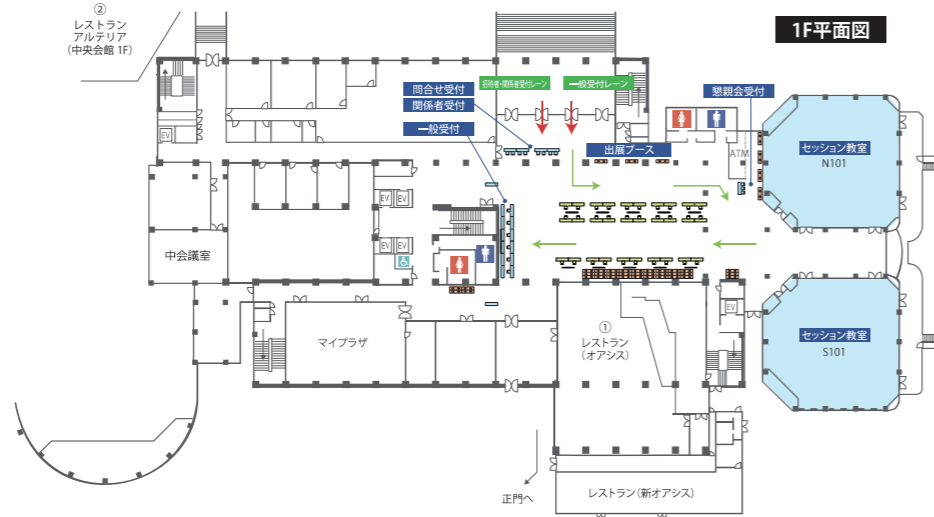 ②
レストラン
アルテリア
（中央会館 1F）
1F平面図
問合せ受付
関係者受付
一般受付
招待者・関係者受付レーン
一般受付レーン
懇親会受付
出展ブース
ATM
セッション教室
N101
EV
EV
EV
EV
EV
中会議室
マイプラザ
①
レストラン
（オアシス）
EV
セッション教室
S101
正門へ
レストラン（新オアシス）